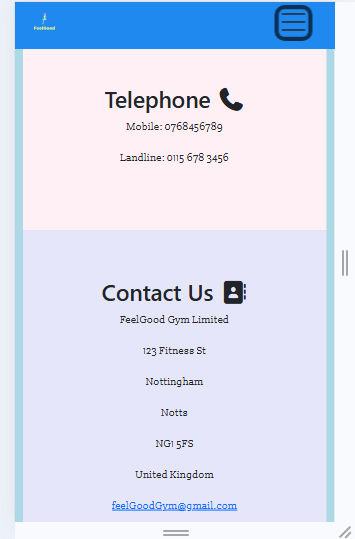 FeelGood
Telephone
Mobile: 0768456789
Landline: 0115 678 3456
Contact Us
FeelGood Gym Limited
123 Fitness St
Nottingham
Notts
NG1 5FS
United Kingdom
feelGoodGym@gmail.com